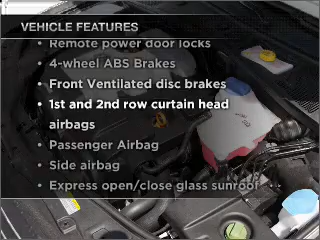 VEHICLE FEATURES
• Remote power door locks
• 4-wheel ABS Brakes
• Front Ventilated disc brakes
• 1st and 2nd row curtain head
airbags
• Passenger Airbag
• Side airbag
• Express open/close glass sunroof